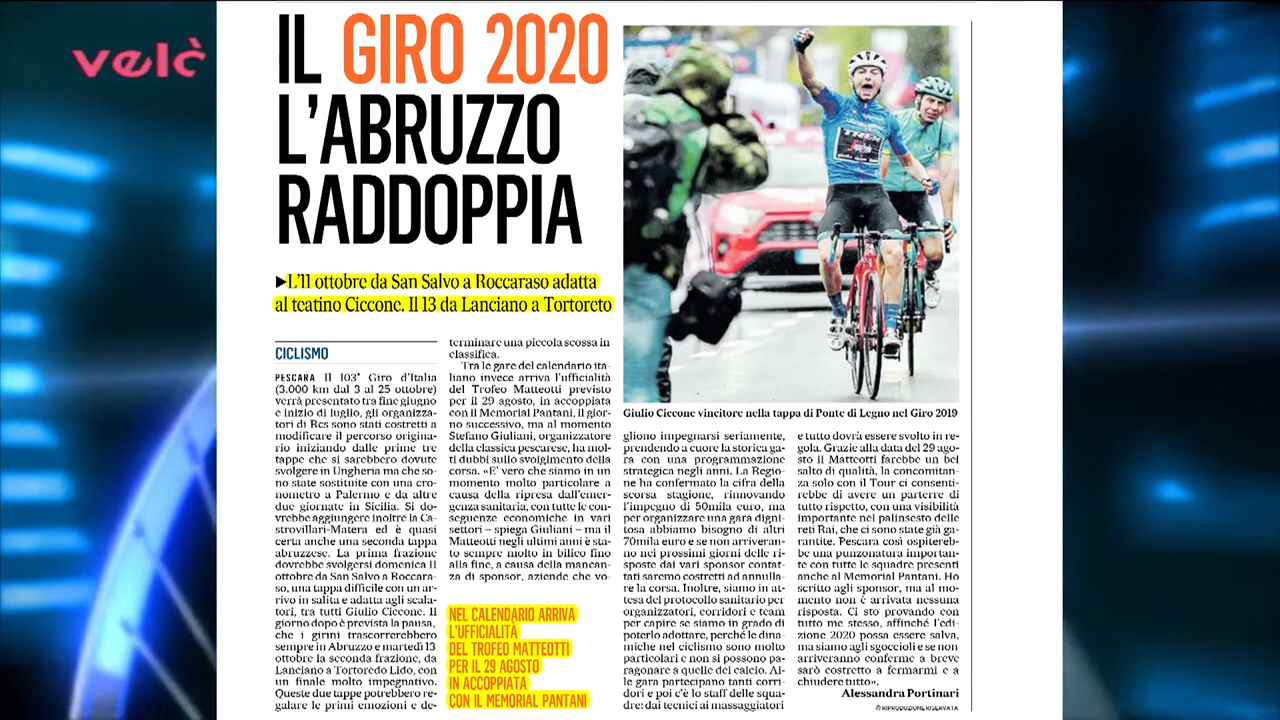 velò
IL GIRO 2020
L'ABRUZZO
RADDOPPIA
►L'11 ottobre da San Salvo a Roccaraso adatta
al teatino Ciccone. Il 13 da Lanciano a Tortoreto
CICLISMO
PESCARA Il 103° Giro d'Italia
(3.000 km dal 3 al 25 ottobre)
verrà presentato tra fine giugno
e inizio di luglio, gli organizza-
tori di Rcs sono stati costretti a
modificare il percorso origina-
rio iniziando dalle prime tre
tappe che si sarebbero dovute
svolgere in Ungheria ma che so-
no state sostituite con una cro-
nometro a Palermo e da altre
due giornate in Sicilia. Si do-
vrebbe aggiungere inoltre la Ca-
strovillari-Matera ed è quasi
certa anche una seconda tappa
abruzzese. La prima frazione
dovrebbe svolgersi domenica 11
ottobre da San Salvo a Roccara-
so, una tappa difficile con un ar-
rivo in salita e adatta agli scala-
tori, tra tutti Giulio Ciccone. Il
giorno dopo è prevista la pausa,
che i girini trascorrerebbero
sempre in Abruzzo e martedì 13
ottobre la seconda frazione, da
Lanciano a Tortoredo Lido, con
un finale molto impegnativo.
Queste due tappe potrebbero re-
galare le primi emozioni e de-
terminare una piccola scossa in
classifica.
Tra le gare del calendario ita-
liano invece arriva l'ufficialità
del Trofeo Matteotti previsto
per il 29 agosto, in accoppiata
con il Memorial Pantani, il gior-
no successivo, ma al momento
Stefano Giuliani, organizzatore
della classica pescarese, ha mol-
ti dubbi sullo svolgimento della
corsa. «E' vero che siamo in un
momento molto particolare a
causa della ripresa dall'emer-
genza sanitaria, con tutte le con-
seguenze economiche in vari
settori – spiega Giuliani – ma il
Matteotti negli ultimi anni è sta-
to sempre molto in bilico fino
alla fine, a causa della mancan-
za di sponsor, aziende che vo-
NEL CALENDARIO ARRIVA
L'UFFICIALITÀ
DEL TROFEO MATTEOTTI
PER IL 29 AGOSTO
IN ACCOPPIATA
CON IL MEMORIAL PANTANI
TREK
Giulio Ciccone vincitore nella tappa di Ponte di Legno nel Giro 2019
gliono impegnarsi seriamente,
prendendo a cuore la storica ga-
ra con una programmazione
strategica negli anni. La Regio-
ne ha confermato la cifra della
scorsa stagione, rinnovando
l'impegno di 50mila euro, ma
per organizzare una gara digni-
tosa abbiamo bisogno di altri
70mila euro e se non arriveran-
no nei prossimi giorni delle ri-
sposte dai vari sponsor contat-
tati saremo costretti ad annulla-
re la corsa. Inoltre, siamo in at-
tesa del protocollo sanitario per
organizzatori, corridori e team
per capire se siamo in grado di
poterlo adottare, perché le dina-
miche nel ciclismo sono molto
particolari e non si possono pa-
ragonare a quelle del calcio. Al-
le gara partecipano tanti corri-
dori e poi c'è lo staff delle squa-
dre: dai tecnici ai massaggiatori
e tutto dovrà essere svolto in re-
gola. Grazie alla data del 29 ago-
sto il Matteotti farebbe un bel
salto di qualità, la concomitan-
za solo con il Tour ci consenti-
rebbe di avere un parterre di
tutto rispetto, con una visibilità
importante nel palinsesto delle
reti Rai, che ci sono state già ga-
rantite. Pescara così ospitereb-
be una punzonatura importan-
te con tutte le squadre presenti
anche al Memorial Pantani. Ho
scritto agli sponsor, ma al mo-
mento non è arrivata nessuna
risposta. Ci sto provando con
tutto me stesso, affinché l'edi-
zione 2020 possa essere salva,
ma siamo agli sgoccioli e se non
arriveranno conferme a breve
sarò costretto a fermarmi e a
chiudere tutto».
Alessandra Portinari
© RIPRODUZIONE RISERVATA